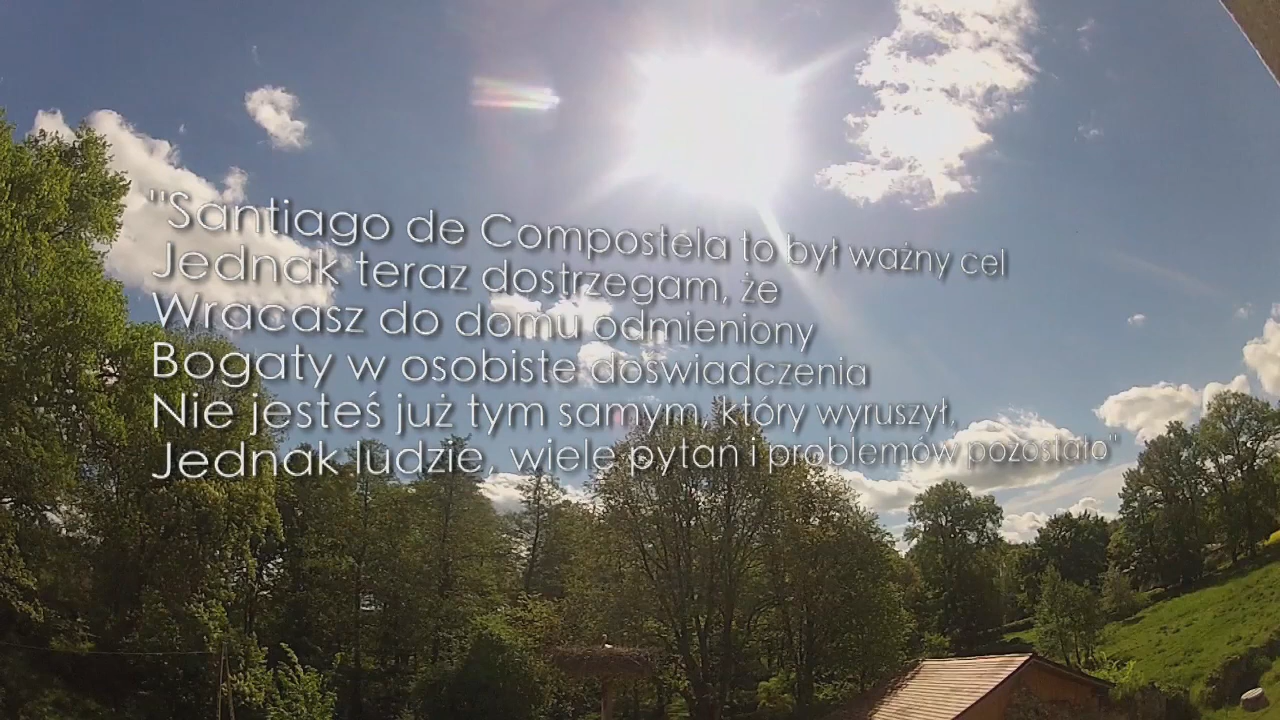 "Santiago de Compostela to był ważny cel
Jednak teraz dostrzegam, że
Wracasz do domu odmieniony
Bogaty w osobiste doswiadczenia
Nie jesteś już tym samym, który wyruszył,
Jednak ludzie, wiele pytań i problemów pozostało"